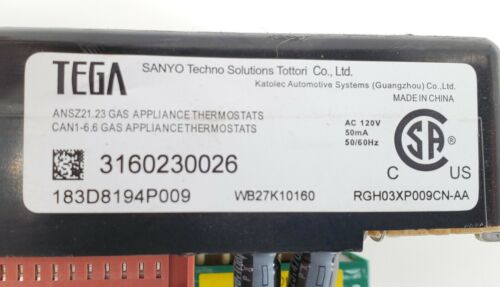 TEGA
SANYO Techno Solutions Tottori Co., Ltd.
Katolec Automotive Systems (Guangzhou) Co.,Ltd.
MADE IN CHINA
ANSZ21.23 GAS APPLIANCE THERMOSTATS
CAN1-6.6 GAS APPLIANCE THERMOSTATS
AC 120V
50mA
50/60Hz
CSA
C US
3160230026
183D8194P009 WB27K10160 RGH03XP009CN-AA